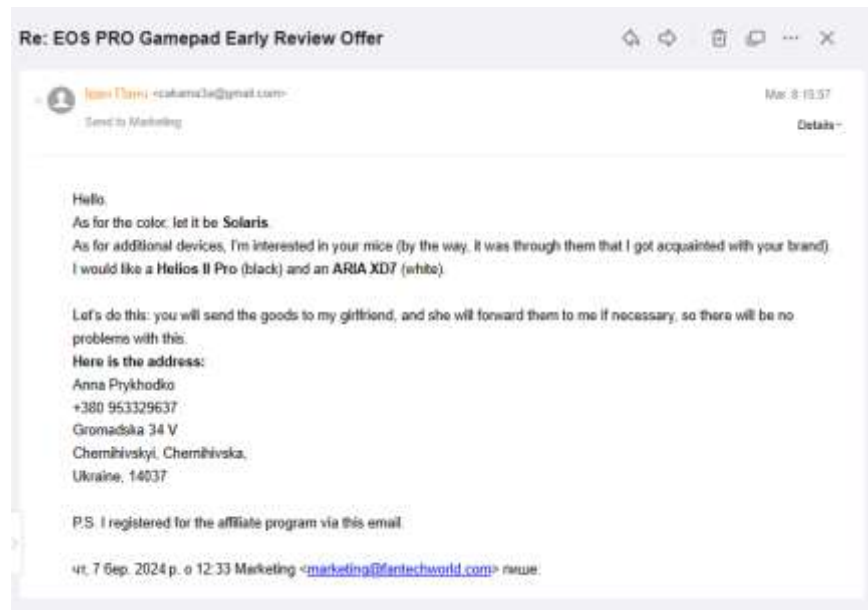 Re: EOS PRO Gamepad Early Review Offer
Mar. 8 15:57
Send to Marketing
Details
Hello.
As for the color, let it be Solaris.
As for additional devices, I'm interested in your mice (by the way, it was through them that I got acquainted with your brand).
I would like a Helios II Pro (black) and an ARIA XD7 (white).
Let's do this: you will send the goods to my girlfriend, and she will forward them to me if necessary, so there will be no
problems with this.
Here is the address:
Anna Prykhodko
+380 953329637
Gromadska 34 V
Chernihivskyi, Chernihivska,
Ukraine, 14037
P.S. I registered for the affiliate program via this email.
чт, 7 бер. 2024 р. о 12:33 Marketing <marketing@fantechworld.com> пише: